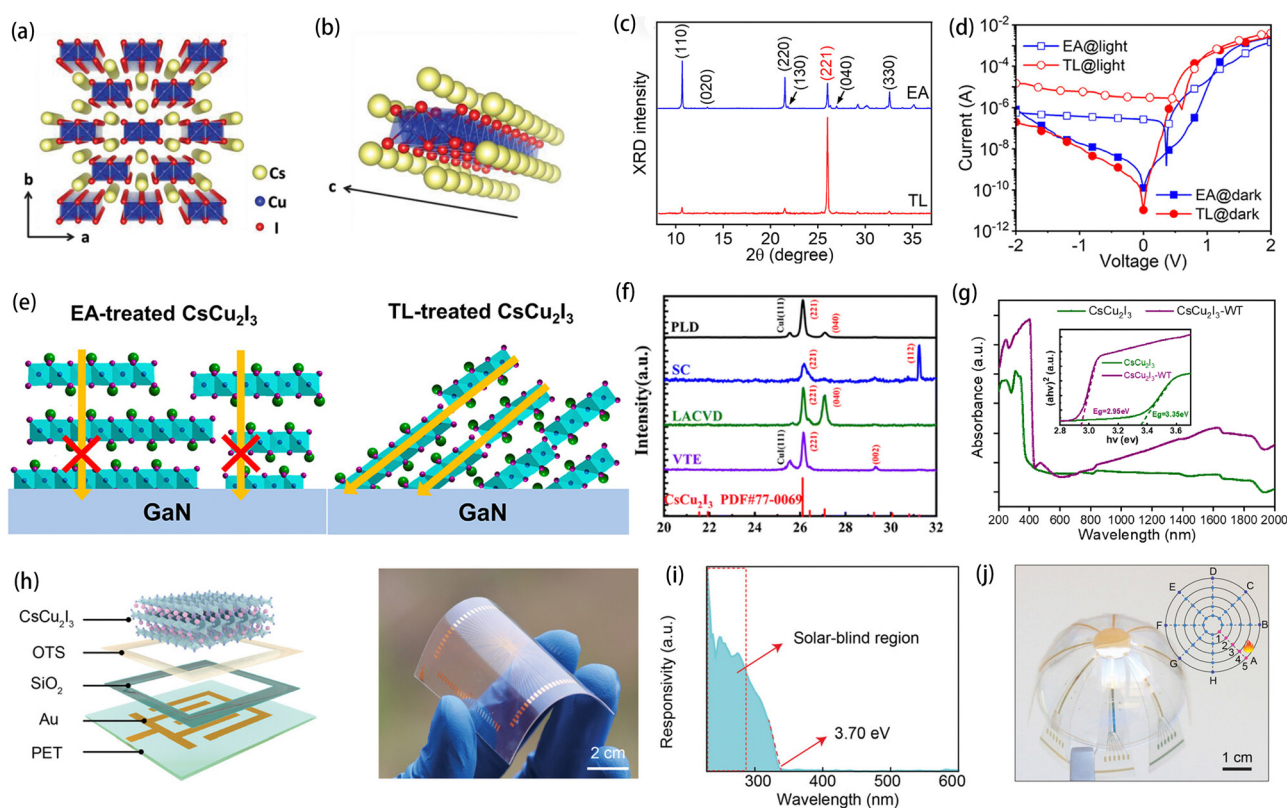 (a)
b
a
Cs
Cu
I
(b)
c
(c)
XRD intensity
(110)
(020)
(220)
(130)
(221)
(040)
(330)
EA
TL
10 15 20 25 30 35
2θ (degree)
(d)
Current (A)
10⁻²
10⁻⁴
10⁻⁶
10⁻⁸
10⁻¹⁰
10⁻¹²
EA@light
TL@light
EA@dark
TL@dark
-2 -1 0 1 2
Voltage (V)
(e)
EA-treated CsCu₂I₃
TL-treated CsCu₂I₃
GaN
GaN
(f)
Intensity(a.u.)
PLD
CuI(111)
(221)
(040)
SC
(221)
(112)
LACVD
(221)
(040)
VTE
CuI(111)
(221)
(002)
CsCu₂I₃ PDF#77-0069
20 24 26 28 30 32
(g)
CsCu₂I₃ CsCu₂I₃-WT
Absorbance (a.u.)
(ahv)² (a.u.)
CsCu₂I₃
CsCu₂I₃-WT
Eg=2.95eV
Eg=3.35eV
2.8 3.0 3.2 3.4 3.6
hv (ev)
200 400 600 800 1000 1200 1400 1600 1800 2000
Wavelength (nm)
(h)
CsCu₂I₃
OTS
SiO₂
Au
PET
2 cm
(i)
Responsivity (a.u.)
Solar-blind region
3.70 eV
300 400 500 600
Wavelength (nm)
(j)
D
E
C
F
B
G
A
H
1
2
3
4
5
1 cm